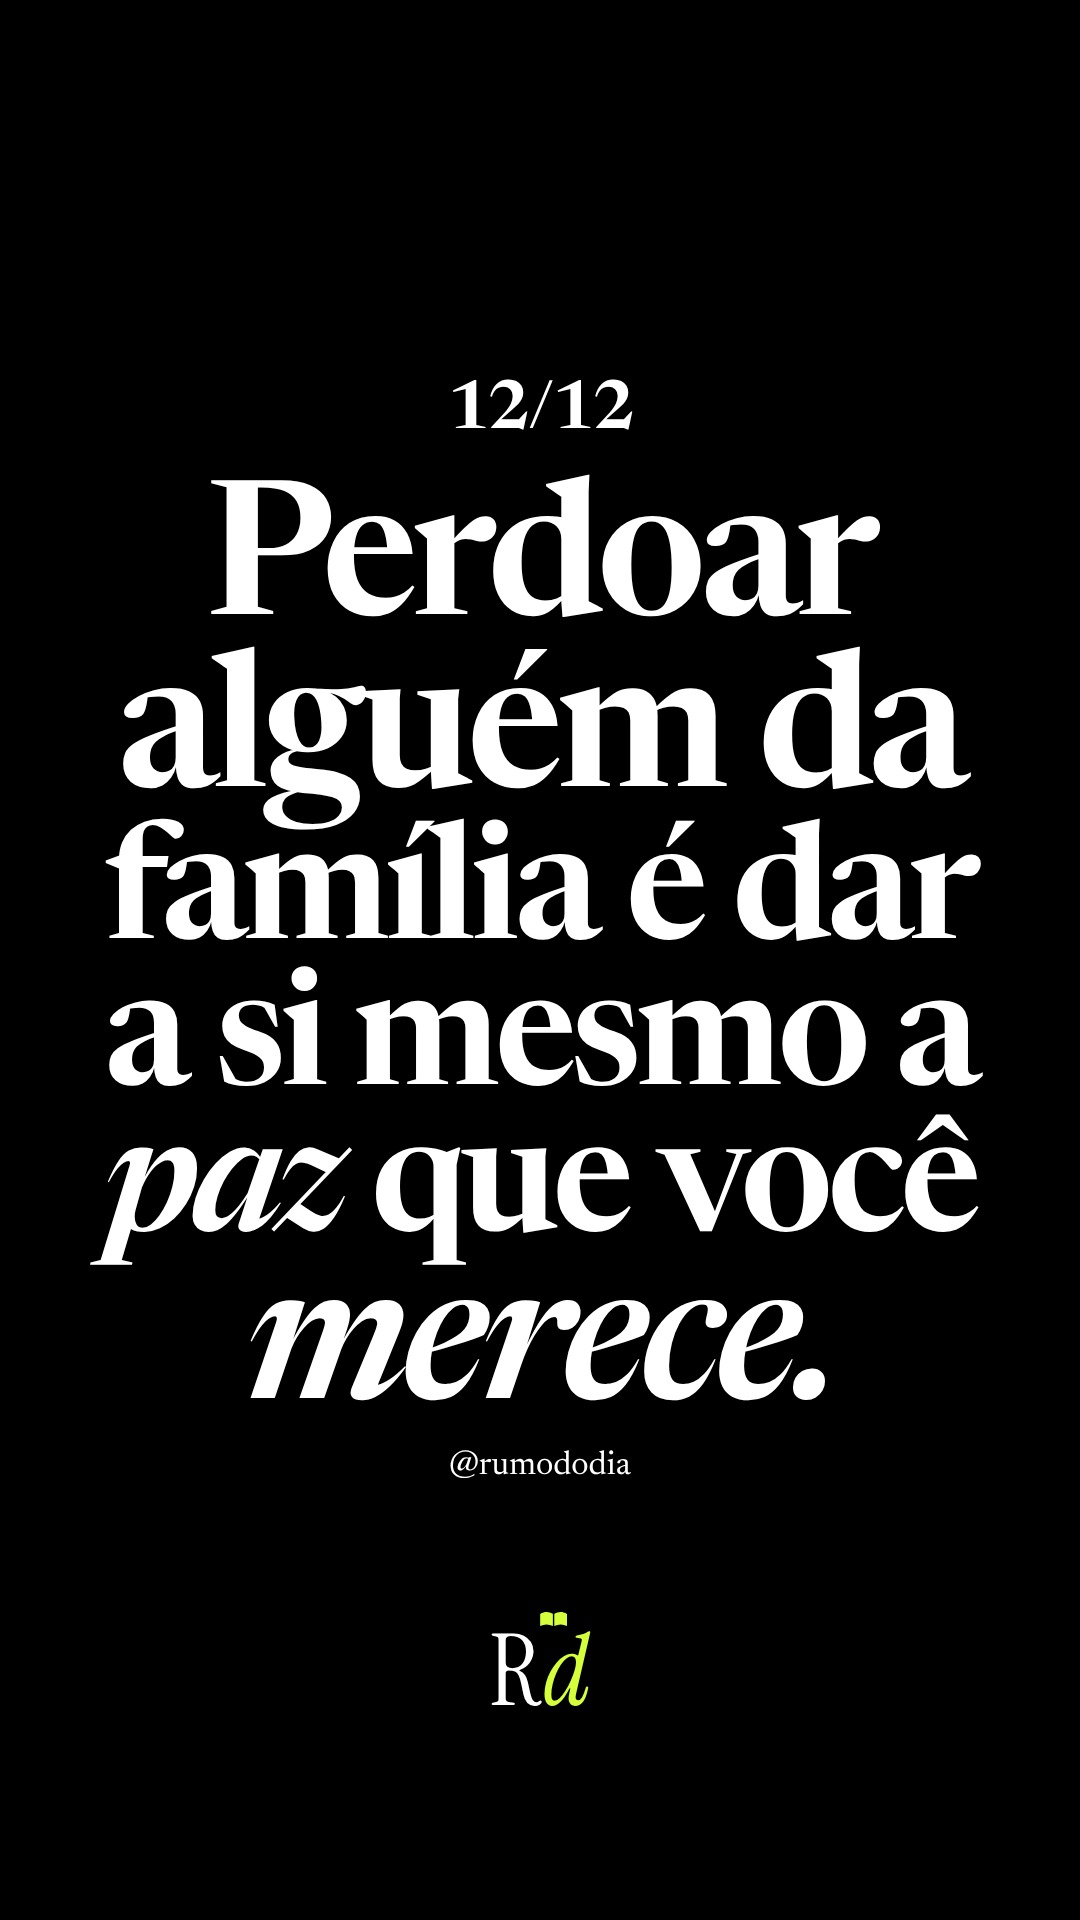 12/12
Perdoar
alguém da
família é dar
a si mesmo a
paz que você
merece.
@rumododia
Rd